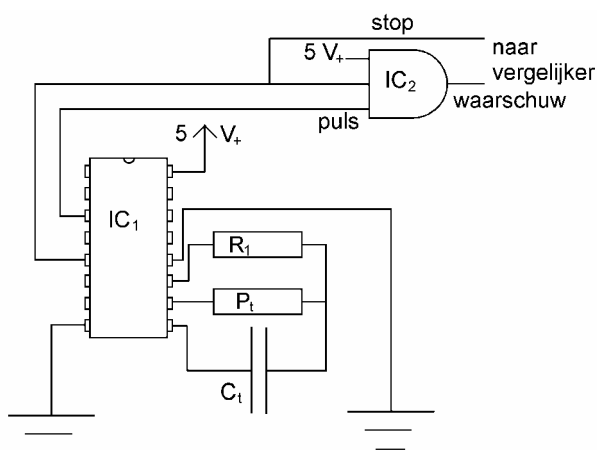 stop
naar
5 V+
IC2
vergelijker
waarschuw
puls
5 V+
IC1
R1
Pt
Ct